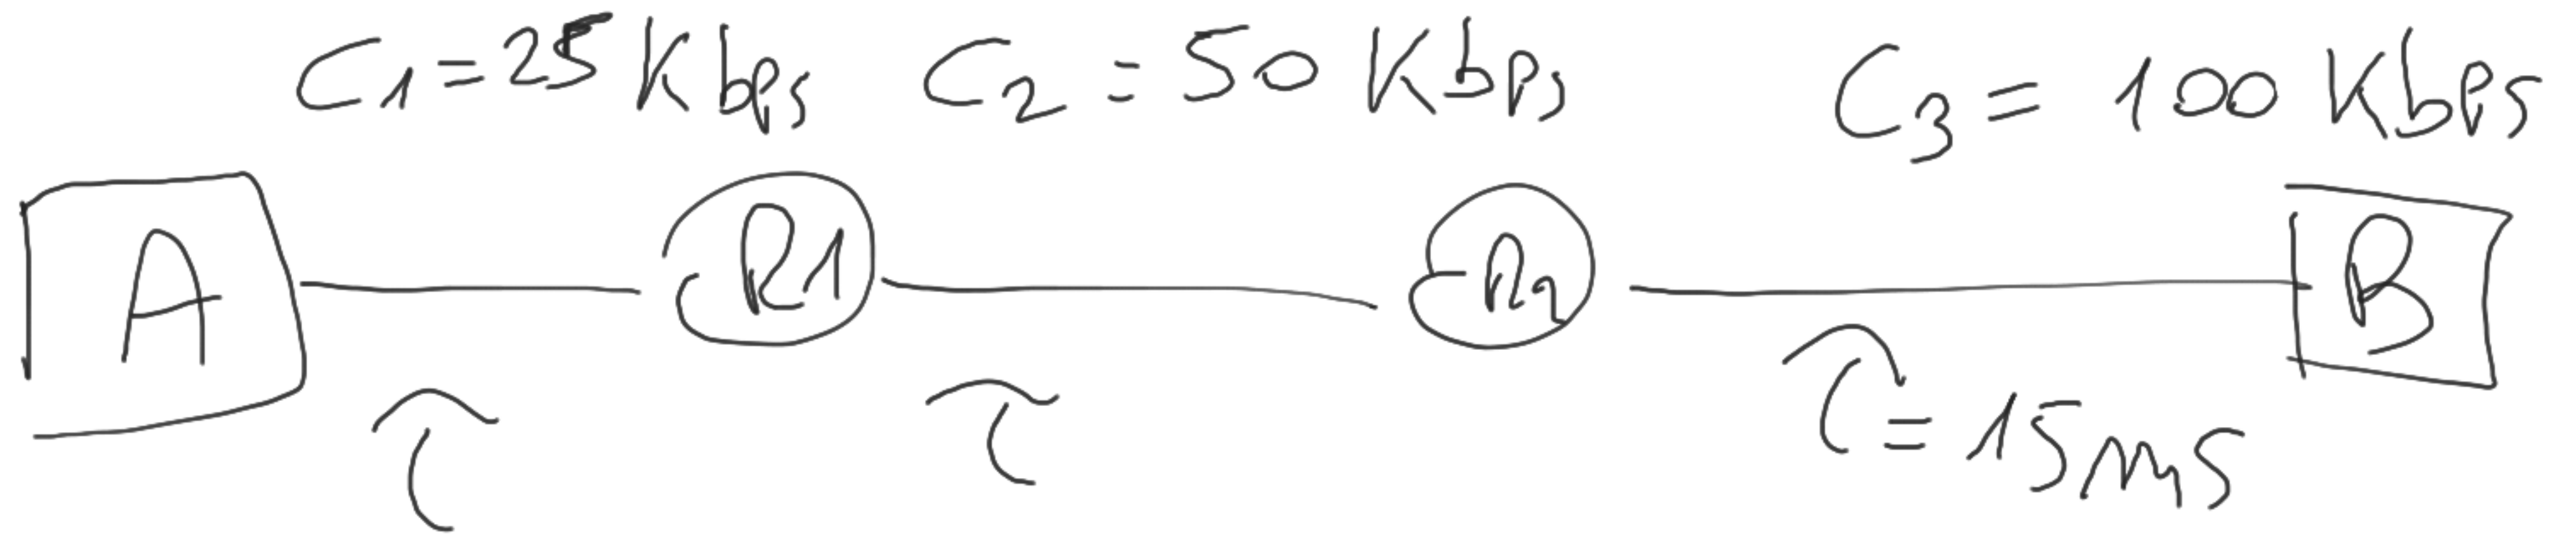 C1 = 25 Kbps C2 = 50 Kbps C3 = 100 Kbps
A R1 R2 B
τ τ τ = 15 ms